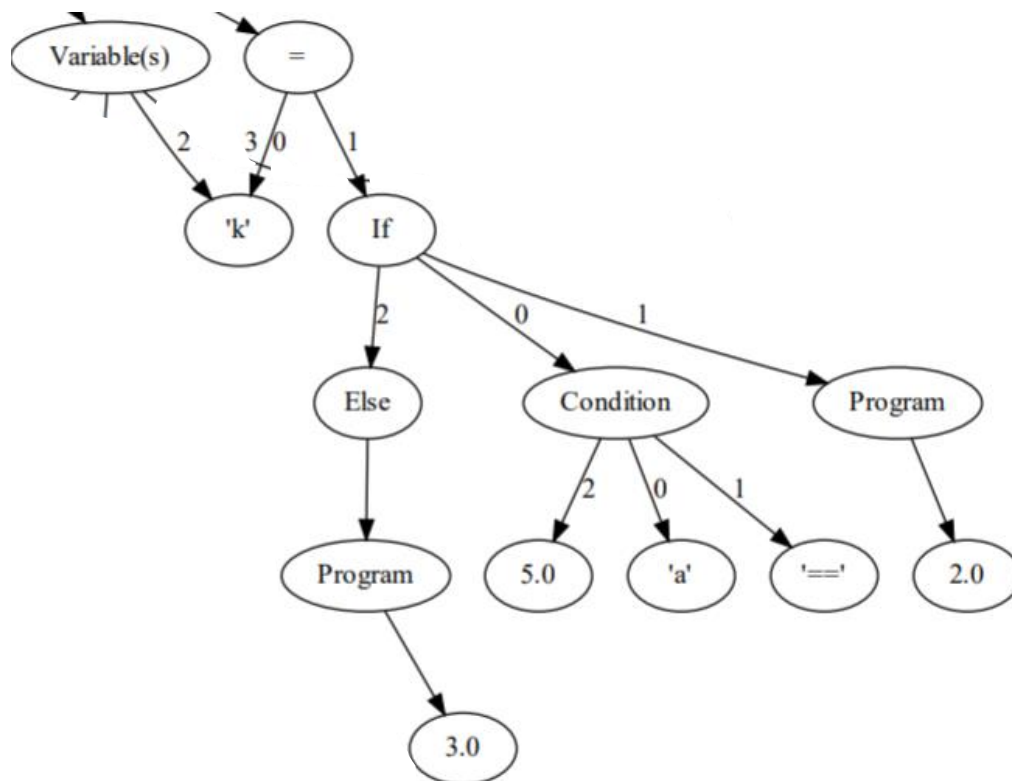 Variable(s)
=
2
3
0
1
'k'
If
2
0
1
Else
Condition
Program
2
0
1
Program
5.0
'a'
'=='
2.0
3.0